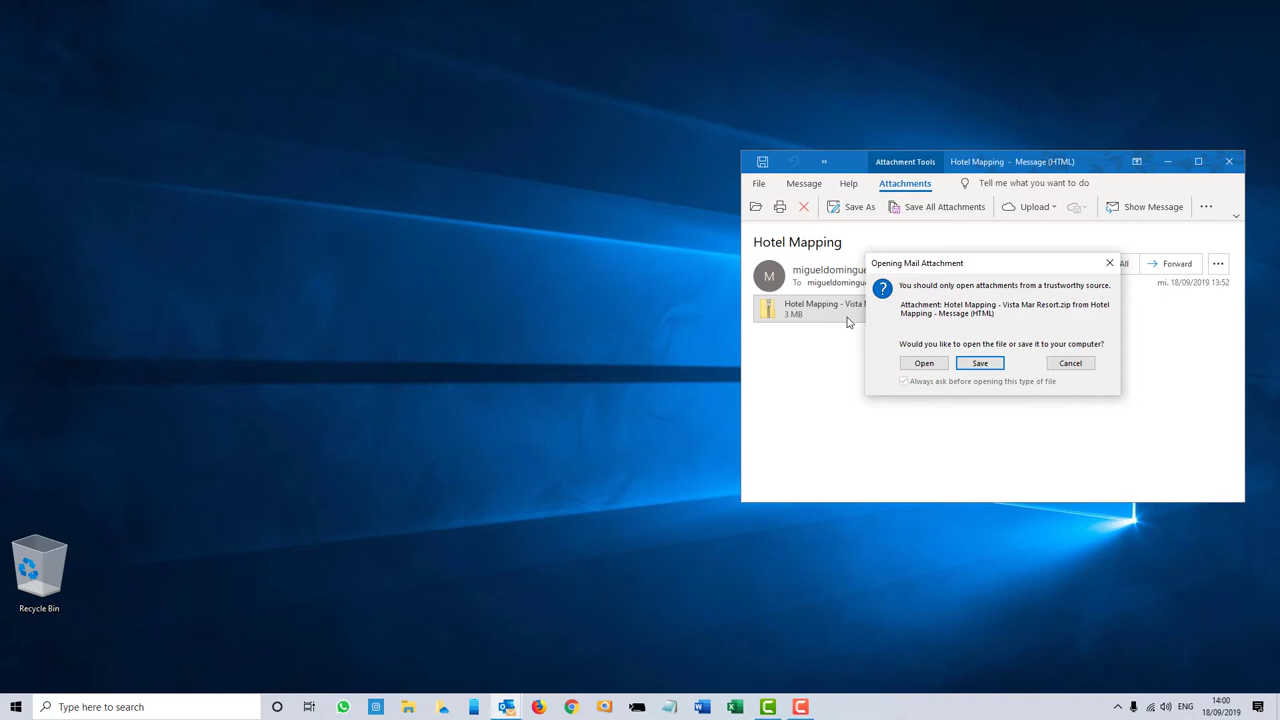 Attachment Tools
Hotel Mapping - Message (HTML)
File
Message
Help
Attachments
Tell me what you want to do
Save As
Save All Attachments
Upload
Show Message
Hotel Mapping
M
migueldomingue
To migueldomingue
All
Forward
mi. 18/09/2019 13:52
Hotel Mapping - Vista M
3 MB
Opening Mail Attachment
You should only open attachments from a trustworthy source.
Attachment: Hotel Mapping - Vista Mar Resort.zip from Hotel
Mapping - Message (HTML)
Would you like to open the file or save it to your computer?
Open
Save
Cancel
Always ask before opening this type of file
Recycle Bin
Type here to search
ENG
14:00
18/09/2019